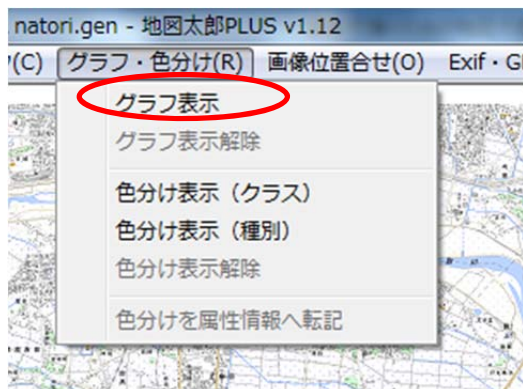 natori.gen - 地図太郎PLUS v1.12
(C) グラフ・色分け(R) 画像位置合せ(O) Exif・G
グラフ表示
グラフ表示解除
色分け表示（クラス）
色分け表示（種別）
色分け表示解除
色分けを属性情報へ転記